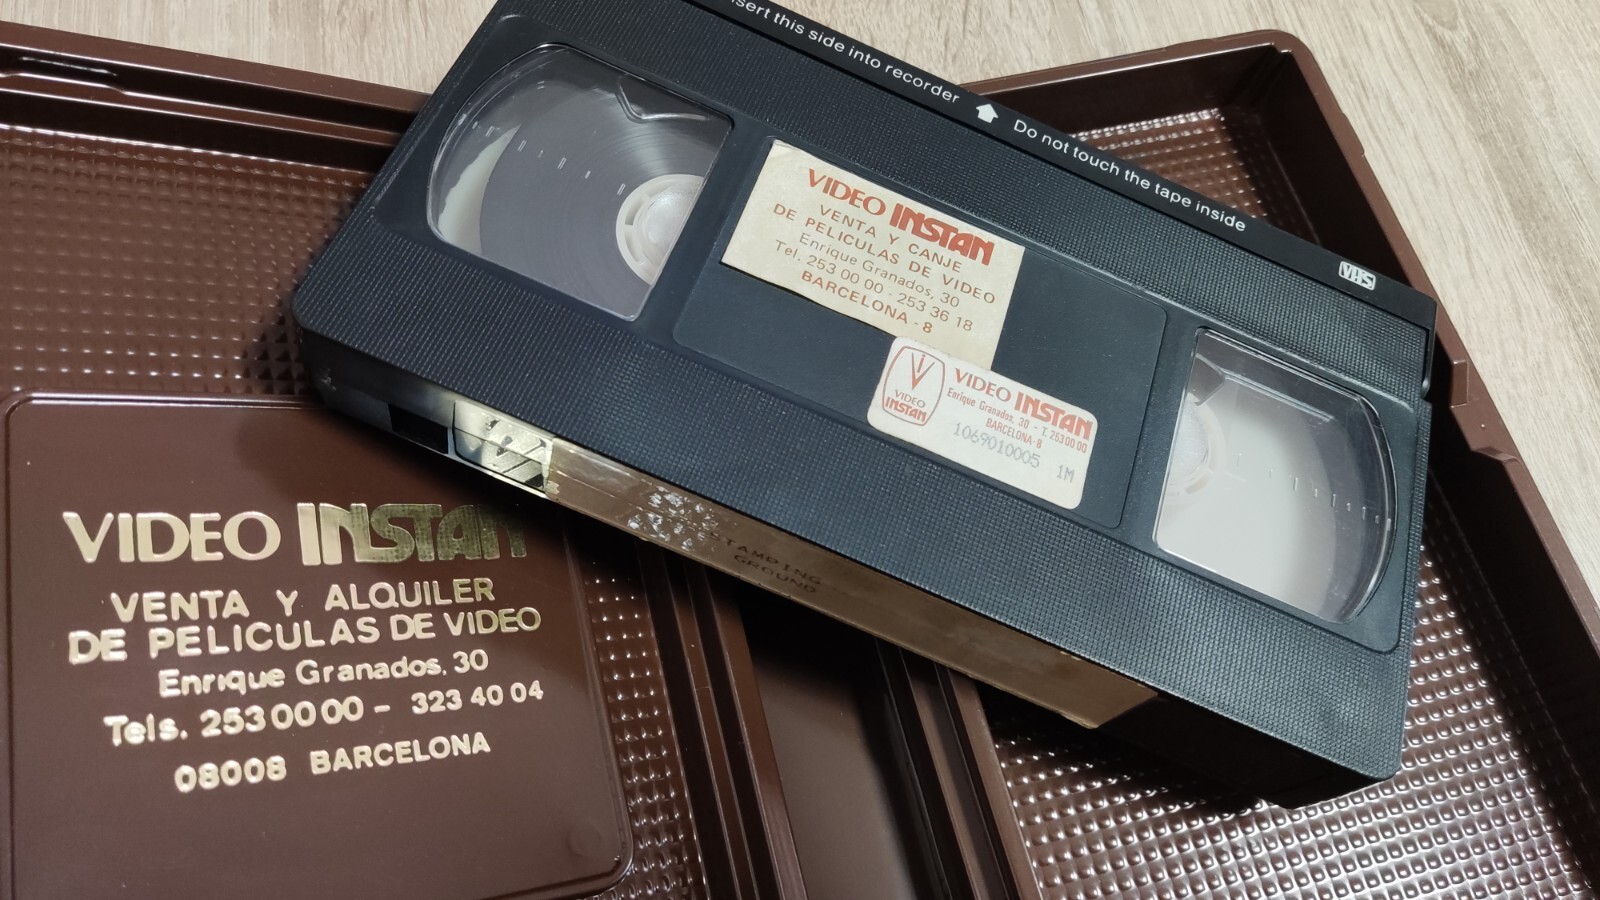 nsert this side into recorder Do not touch the tape inside
VHS
VIDEO INSTAN
VENTA Y CANJE
DE PELICULAS DE VIDEO
Enrique Granados, 30
Tel. 253 00 00 - 253 36 18
BARCELONA - 8
VIDEO INSTAN
VIDEO INSTAN
Enrique Granados, 30 - T. 253 00 00
BARCELONA-8
1069010005 1M
STANDING
GROUND
VIDEO INSTAN
VENTA Y ALQUILER
DE PELICULAS DE VIDEO
Enrique Granados, 30
Tels. 253 00 00 - 323 40 04
08008 BARCELONA